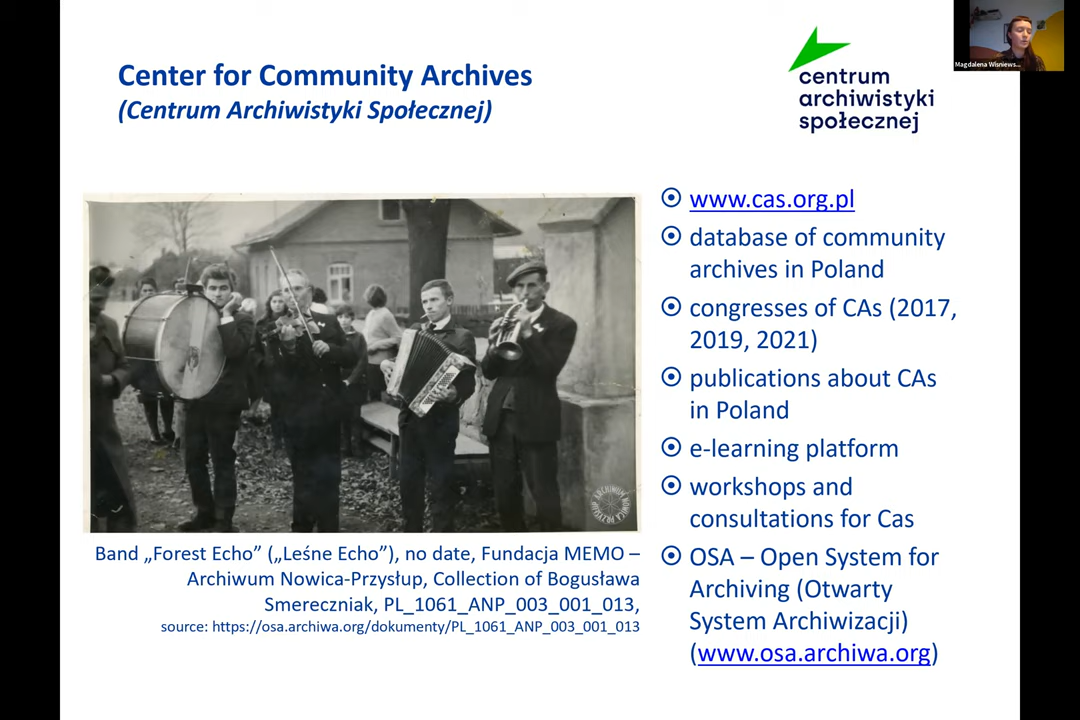 Center for Community Archives
(Centrum Archiwistyki Społecznej)
centrum
archiwistyki
społecznej
Magdalena Wisniews...
www.cas.org.pl
database of community
archives in Poland
congresses of CAs (2017,
2019, 2021)
publications about CAs
in Poland
e-learning platform
workshops and
consultations for Cas
OSA – Open System for
Archiving (Otwarty
System Archiwizacji)
(www.osa.archiwa.org)
Band „Forest Echo” („Leśne Echo”), no date, Fundacja MEMO –
Archiwum Nowica-Przysłup, Collection of Bogusława
Smereczniak, PL_1061_ANP_003_001_013,
source: https://osa.archiwa.org/dokumenty/PL_1061_ANP_003_001_013